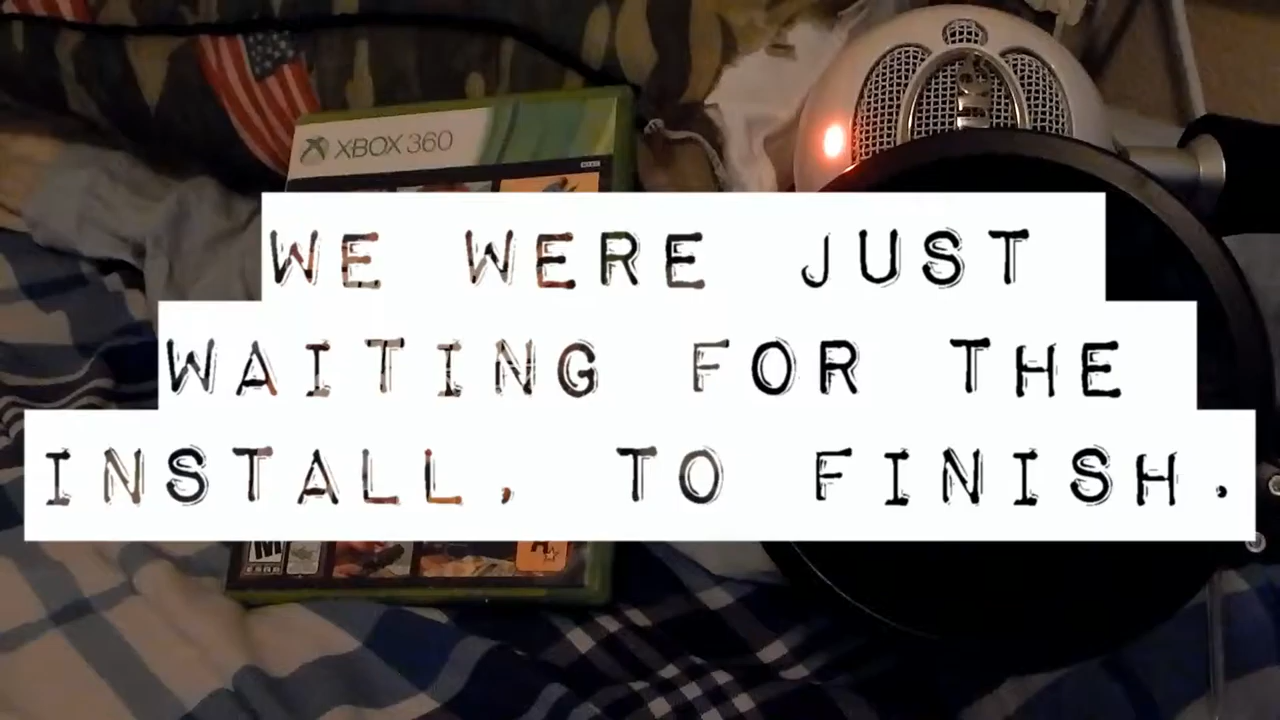 XBOX 360
WE WERE JUST
WAITING FOR THE
INSTALL, TO FINISH.
M
R